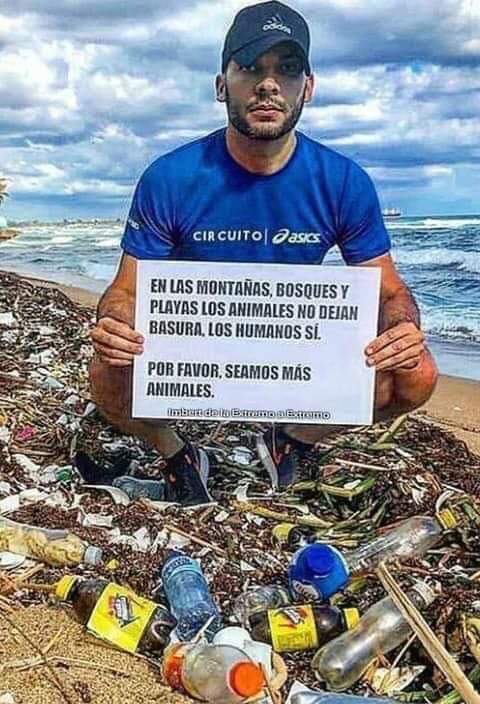 adidas
CIRCUITO | asics
EN LAS MONTAÑAS, BOSQUES Y
PLAYAS LOS ANIMALES NO DEJAN
BASURA, LOS HUMANOS SÍ.
POR FAVOR, SEAMOS MÁS
ANIMALES.
Imbert de la Extremo a Extremo